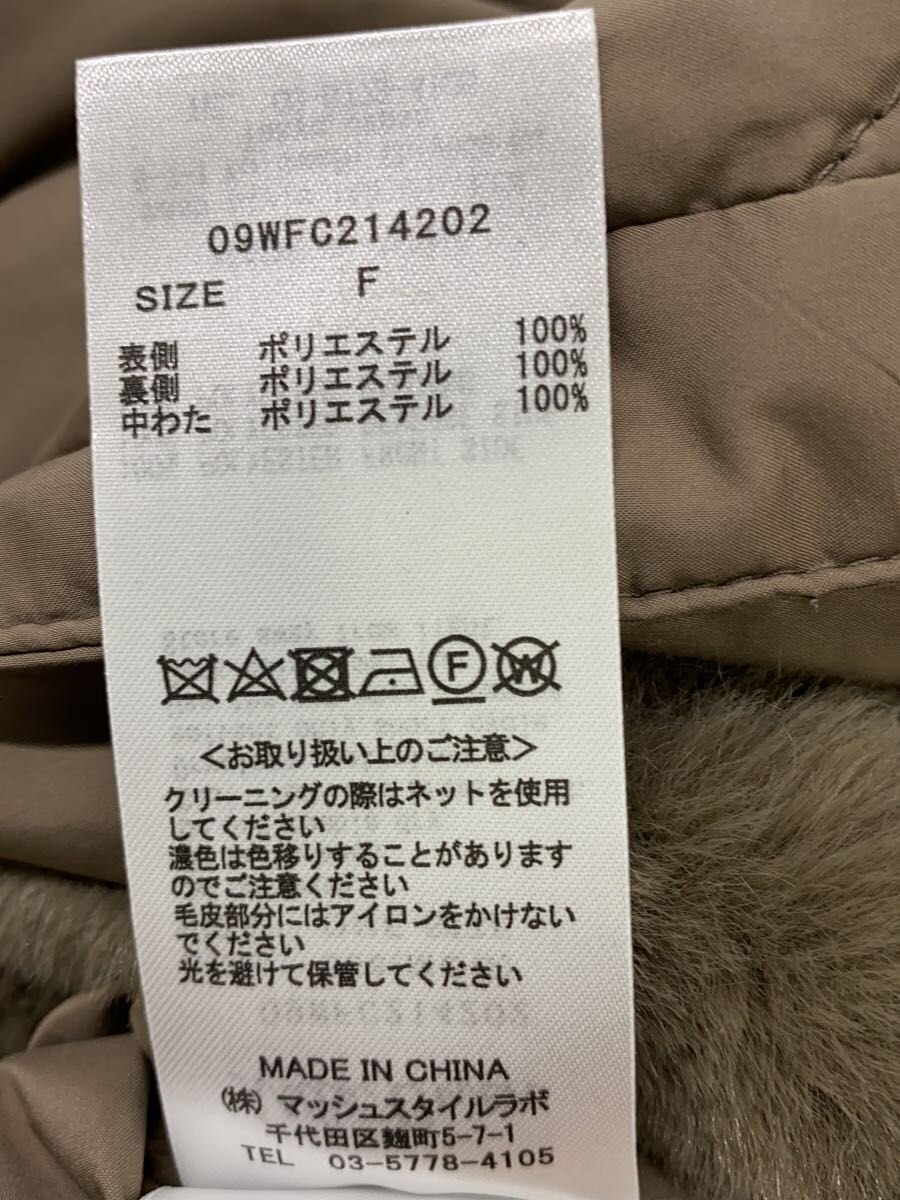 09WFC214202
SIZE F
表側 ポリエステル 100%
裏側 ポリエステル 100%
中わた ポリエステル 100%
F
W
<お取り扱い上のご注意>
クリーニングの際はネットを使用
してください
濃色は色移りすることがあります
のでご注意ください
毛皮部分にはアイロンをかけない
でください
光を避けて保管してください
MADE IN CHINA
(株) マッシュスタイルラボ
千代田区麹町5-7-1
TEL 03-5778-4105